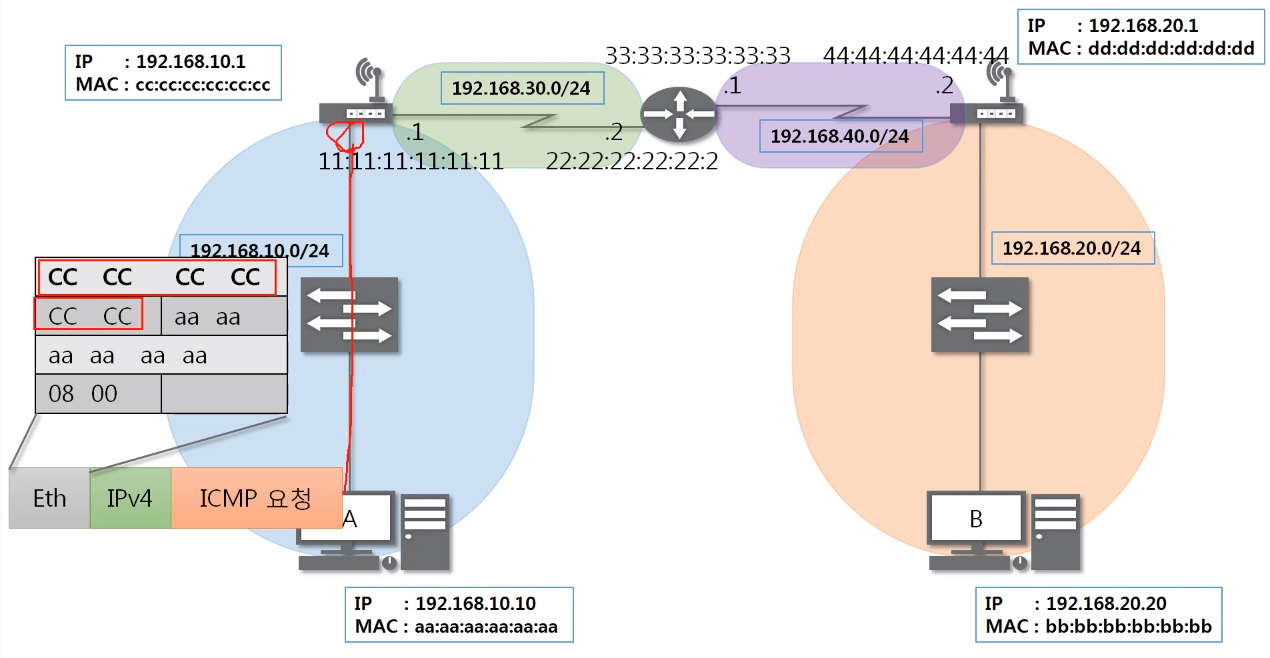 IP : 192.168.10.1
MAC : cc:cc:cc:cc:cc:cc
IP : 192.168.20.1
MAC : dd:dd:dd:dd:dd:dd
33:33:33:33:33:33
44:44:44:44:44:44
192.168.30.0/24
.1
.2
.1
.2
192.168.40.0/24
11:11:11:11:11:11
22:22:22:22:22:2
192.168.10.0/24
192.168.20.0/24
CC CC CC CC
CC CC aa aa
aa aa aa aa
08 00
Eth IPv4 ICMP 요청
A
B
IP : 192.168.10.10
MAC : aa:aa:aa:aa:aa:aa
IP : 192.168.20.20
MAC : bb:bb:bb:bb:bb:bb